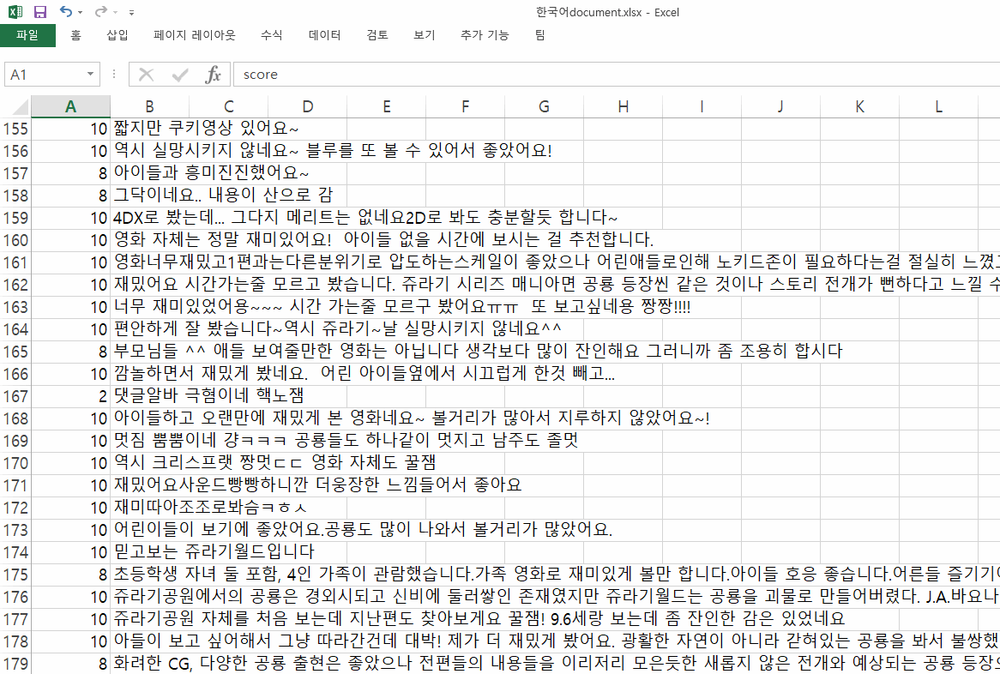 한국어document.xlsx - Excel
파일 홈 삽입 페이지 레이아웃 수식 데이터 검토 보기 추가 기능 팀
A1 fx score
A B C D E F G H I J K L
155 10 짧지만 쿠키영상 있어요~
156 10 역시 실망시키지 않네요~ 블루를 또 볼 수 있어서 좋았어요!
157 8 아이들과 흥미진진했어요~
158 8 그닥이네요.. 내용이 산으로 감
159 10 4DX로 봤는데... 그다지 메리트는 없네요2D로 봐도 충분할듯 합니다~
160 10 영화 자체는 정말 재미있어요!  아이들 없을 시간에 보시는 걸 추천합니다.
161 10 영화너무재밌고1편과는다른분위기로 압도하는스케일이 좋았으나 어린애들로인해 노키드존이 필요하다는걸 절실히 느꼈고
162 10 재밌어요 시간가는줄 모르고 봤습니다. 쥬라기 시리즈 매니아면 공룡 등장씬 같은 것이나 스토리 전개가 뻔하다고 느낄 수
163 10 너무 재미있었어용~~~ 시간 가는줄 모르구 봤어요ㅠㅠ  또 보고싶네용 짱짱!!!!
164 10 편안하게 잘 봤습니다~역시 쥬라기~날 실망시키지 않네요^^
165 8 부모님들 ^^ 애들 보여줄만한 영화는 아닙니다 생각보다 많이 잔인해요 그러니까 좀 조용히 합시다
166 10 깜놀하면서 재밌게 봤네요.  어린 아이들옆에서 시끄럽게 한것 빼고...
167 2 댓글알바 극혐이네 핵노잼
168 10 아이들하고 오랜만에 재밌게 본 영화네요~ 볼거리가 많아서 지루하지 않았어요~!
169 10 멋짐 뿜뿜이네 걍ㅋㅋㅋ 공룡들도 하나같이 멋지고 남주도 졸멋
170 10 역시 크리스프랫 짱멋ㄷㄷ 영화 자체도 꿀잼
171 10 재밌어요사운드빵빵하니깐 더웅장한 느낌들어서 좋아요
172 10 재미따아조조로봐슴ㅋㅎㅅ
173 10 어린이들이 보기에 좋았어요.공룡도 많이 나와서 볼거리가 많았어요.
174 10 믿고보는 쥬라기월드입니다
175 8 초등학생 자녀 둘 포함, 4인 가족이 관람했습니다.가족 영화로 재미있게 볼만 합니다.아이들 호응 좋습니다.어른들 즐기기에
176 10 쥬라기공원에서의 공룡은 경외시되고 신비에 둘러쌓인 존재였지만 쥬라기월드는 공룡을 괴물로 만들어버렸다. J.A.바요나
177 10 쥬라기공원 자체를 처음 보는데 지난편도 찾아보게요 꿀잼! 9.6세랑 보는데 좀 잔인한 감은 있었네요
178 10 아들이 보고 싶어해서 그냥 따라간건데 대박! 제가 더 재밌게 봤어요. 광활한 자연이 아니라 갇혀있는 공룡을 봐서 불쌍했
179 8 화려한 CG, 다양한 공룡 출현은 좋았으나 전편들의 내용들을 이리저리 모은듯한 새롭지 않은 전개와 예상되는 공룡